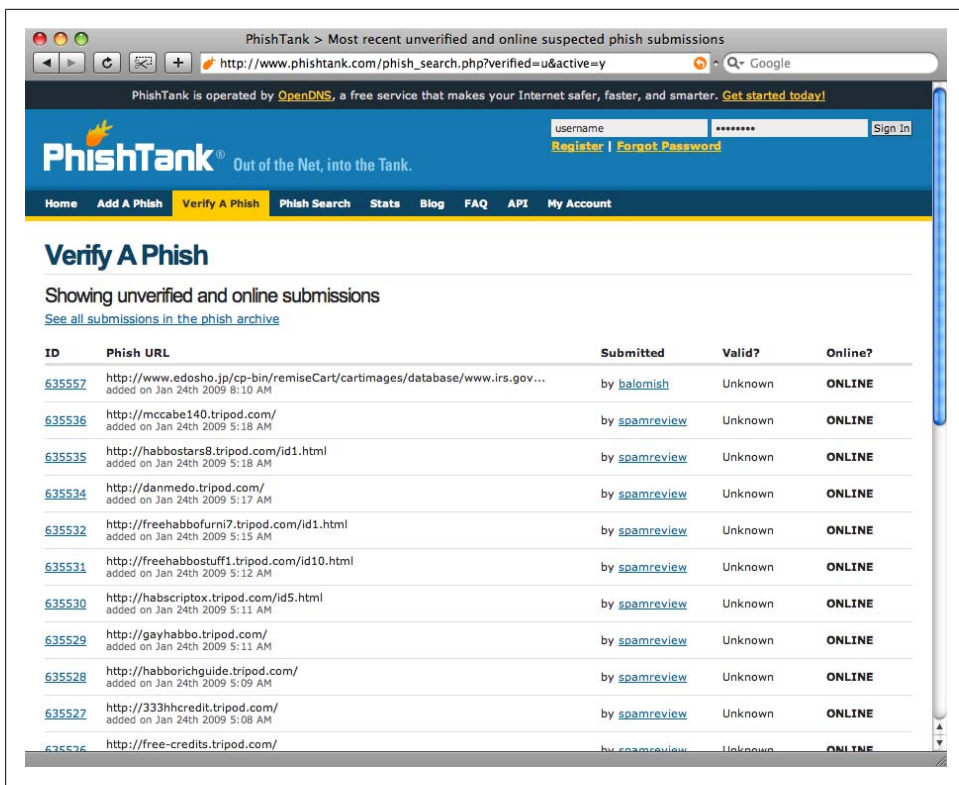 PhishTank > Most recent unverified and online suspected phish submissions
http://www.phishtank.com/phish_search.php?verified=u&active=y
Google
PhishTank is operated by OpenDNS, a free service that makes your Internet safer, faster, and smarter. Get started today!
username •••••••• Sign In
Register | Forgot Password
PhishTank® Out of the Net, into the Tank.
Home Add A Phish Verify A Phish Phish Search Stats Blog FAQ API My Account
Verify A Phish
Showing unverified and online submissions
See all submissions in the phish archive
ID Phish URL Submitted Valid? Online?
635557 http://www.edosho.jp/cp-bin/remiseCart/cartimages/database/www.irs.gov... by balomish Unknown ONLINE
added on Jan 24th 2009 8:10 AM
635536 http://mccabe140.tripod.com/ by spamreview Unknown ONLINE
added on Jan 24th 2009 5:18 AM
635535 http://habbostars8.tripod.com/id1.html by spamreview Unknown ONLINE
added on Jan 24th 2009 5:18 AM
635534 http://danmedo.tripod.com/ by spamreview Unknown ONLINE
added on Jan 24th 2009 5:17 AM
635532 http://freehabbofurni7.tripod.com/id1.html by spamreview Unknown ONLINE
added on Jan 24th 2009 5:15 AM
635531 http://freehabbostuff1.tripod.com/id10.html by spamreview Unknown ONLINE
added on Jan 24th 2009 5:12 AM
635530 http://habscriptox.tripod.com/id5.html by spamreview Unknown ONLINE
added on Jan 24th 2009 5:11 AM
635529 http://gayhabbo.tripod.com/ by spamreview Unknown ONLINE
added on Jan 24th 2009 5:11 AM
635528 http://habborichguide.tripod.com/ by spamreview Unknown ONLINE
added on Jan 24th 2009 5:09 AM
635527 http://333hhcredit.tripod.com/ by spamreview Unknown ONLINE
added on Jan 24th 2009 5:08 AM
635526 http://free-credits.tripod.com/ by spamreview Unknown ONLINE